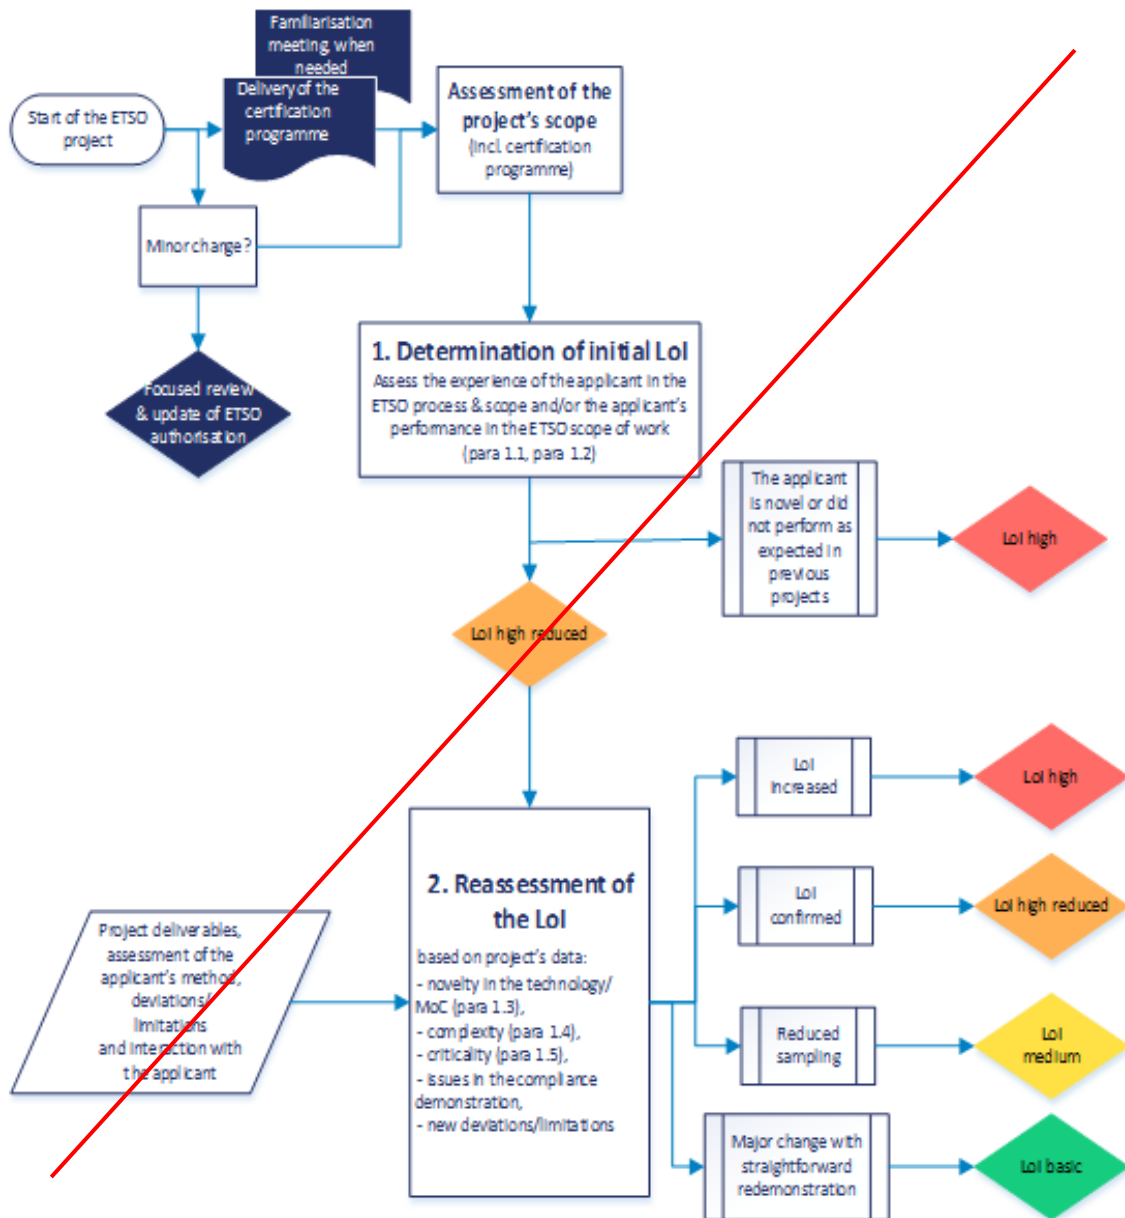 Familiarisation
meeting, when
needed
Delivery of the
certification
programme
Start of the ETSO
project
Assessment of the
project's scope
(incl. certification
programme)
Minor change?
Focused review
& update of ETSO
authorisation
1. Determination of initial LoI
Assess the experience of the applicant in the
ETSO process & scope and/or the applicant's
performance in the ETSO scope of work
(para 1.1, para 1.2)
The applicant
is novel or did
not perform as
expected in
previous
projects
LoI high
LoI high reduced
LoI
increased
LoI high
LoI
confirmed
LoI high reduced
Project deliverables,
assessment of the
applicant's method,
deviations/
limitations
and interaction with
the applicant
2. Reassessment of
the LoI
based on project's data:
- novelty in the technology/
MoC (para 1.3),
- complexity (para 1.4),
- criticality (para 1.5),
- issues in the compliance
demonstration,
- new deviations/limitations
Reduced
sampling
LoI
medium
Major change with
straightforward
redemonstration
LoI basic